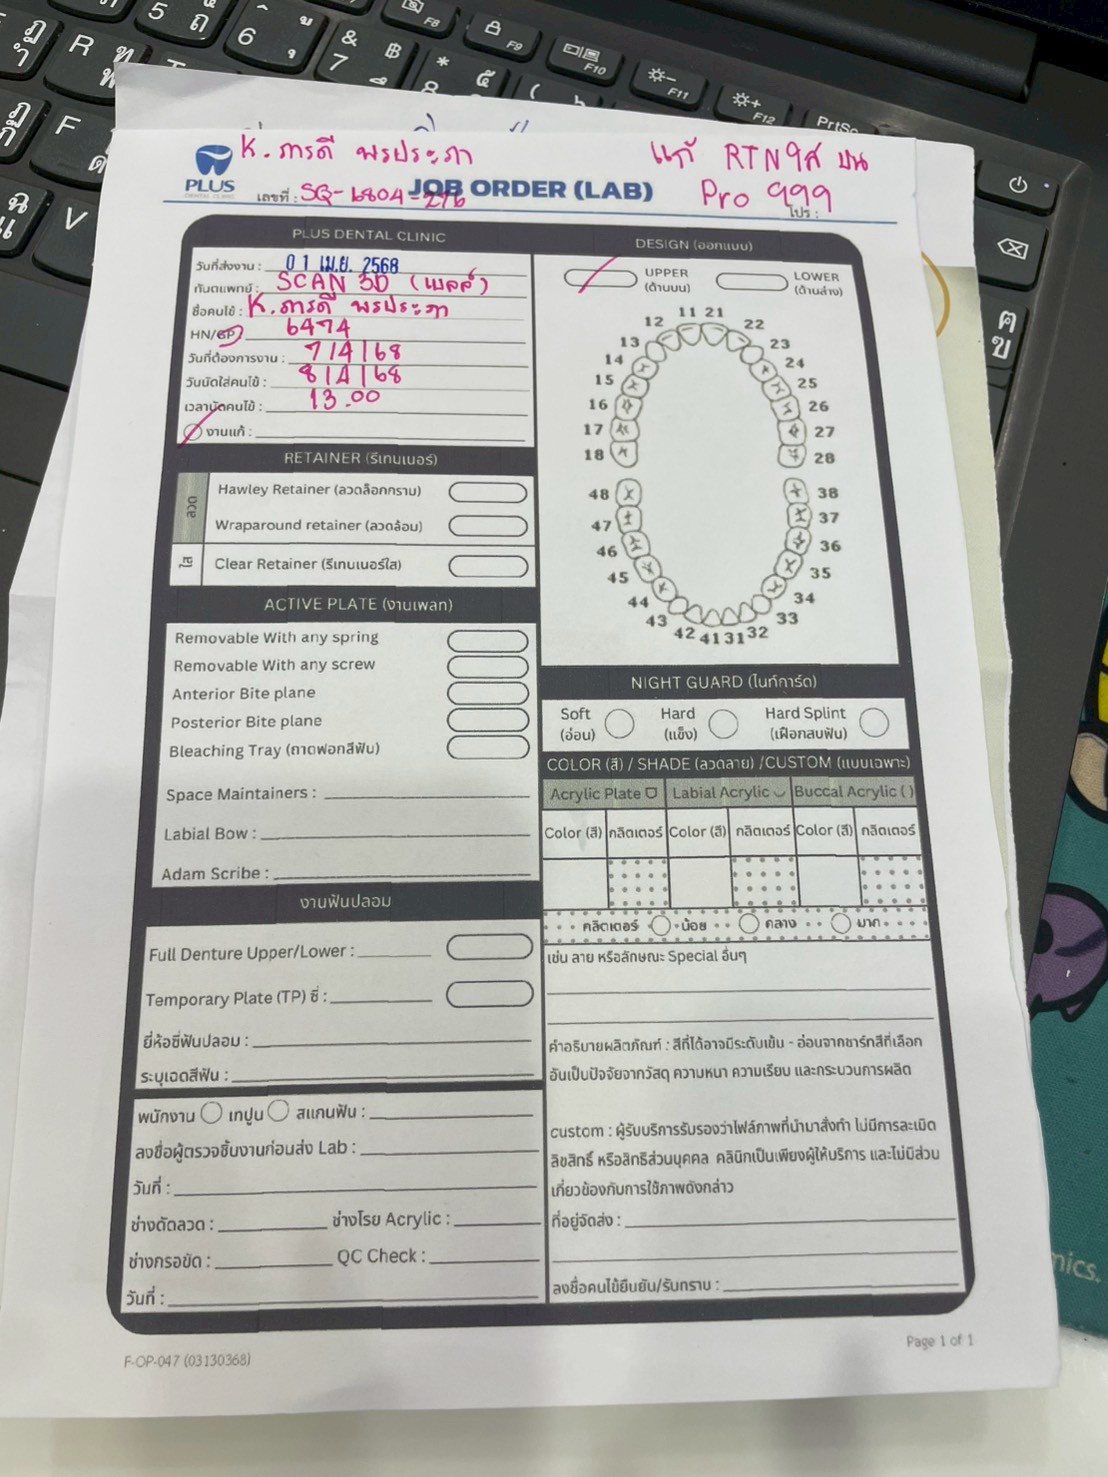 K. ภารดี พรประภา
แก้ RTN ใส บน
Pro 999
PLUS
DENTAL CLINIC
เลขที่ : SQ-6804-276
JOB ORDER (LAB)
โปร :
PLUS DENTAL CLINIC
วันที่ส่งงาน : 01 เม.ย. 2568
ทันตแพทย์ : SCAN 3D (เบลล์)
ชื่อคนไข้ : K. ภารดี พรประภา
HN/GP 6474
วันที่ต้องการงาน : 7/4/68
วันนัดใส่คนไข้ : 8/4/68
เวลานัดคนไข้ : 13.00
งานแก้ :
RETAINER (รีเทนเนอร์)
ลวด
Hawley Retainer (ลวดล็อกกราม)
Wraparound retainer (ลวดล้อม)
ใส
Clear Retainer (รีเทนเนอร์ใส)
ACTIVE PLATE (งานเพลท)
Removable With any spring
Removable With any screw
Anterior Bite plane
Posterior Bite plane
Bleaching Tray (ถาดฟอกสีฟัน)
Space Maintainers :
Labial Bow :
Adam Scribe :
งานฟันปลอม
Full Denture Upper/Lower :
Temporary Plate (TP) ซี่ :
ยี่ห้อซี่ฟันปลอม :
ระบุเฉดสีฟัน :
พนักงาน เทปูน สแกนฟัน :
ลงชื่อผู้ตรวจชิ้นงานก่อนส่ง Lab :
วันที่ :
ช่างดัดลวด : ช่างโรย Acrylic :
ช่างกรอขัด : QC Check :
วันที่ :
DESIGN (ออกแบบ)
UPPER
(ด้านบน)
LOWER
(ด้านล่าง)
11 21
12 22
13 23
14 24
15 25
16 26
17 27
18 28
48 38
47 37
46 36
45 35
44 34
43 33
42 41 31 32
NIGHT GUARD (ไนท์การ์ด)
Soft
(อ่อน)
Hard
(แข็ง)
Hard Splint
(เฝือกสบฟัน)
COLOR (สี) / SHADE (ลวดลาย) /CUSTOM (แบบเฉพาะ)
Acrylic Plate Labial Acrylic Buccal Acrylic ( )
Color (สี) กลิตเตอร์ Color (สี) กลิตเตอร์ Color (สี) กลิตเตอร์
กลิตเตอร์ น้อย กลาง มาก
เช่น ลาย หรือลักษณะ Special อื่นๆ
คำอธิบายผลิตภัณฑ์ : สีที่ได้อาจมีระดับเข้ม - อ่อนจากชาร์ทสีที่เลือก
อันเป็นปัจจัยจากวัสดุ ความหนา ความเรียบ และกระบวนการผลิต
custom : ผู้รับบริการรับรองว่าไฟล์ภาพที่นำมาสั่งทำ ไม่มีการละเมิด
ลิขสิทธิ์ หรือสิทธิส่วนบุคคล คลินิกเป็นเพียงผู้ให้บริการ และไม่มีส่วน
เกี่ยวข้องกับการใช้ภาพดังกล่าว
ที่อยู่จัดส่ง :
ลงชื่อคนไข้ยืนยัน/รับทราบ :
F-OP-047 (03130368)
Page 1 of 1